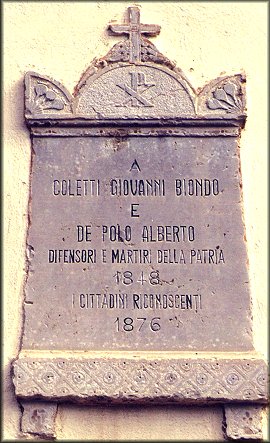 A
COLETTI GIOVANNI BIONDO
E
DE POLO ALBERTO
DIFENSORI E MARTIRI DELLA PATRIA
1848
I CITTADINI RICONOSCENTI
1876